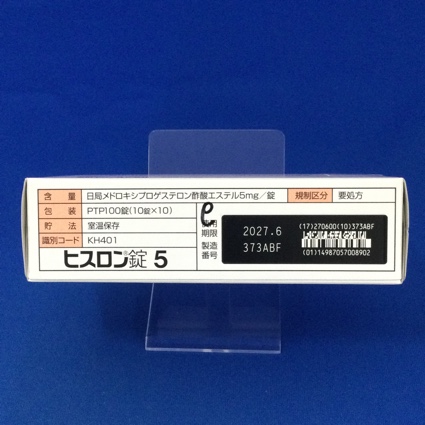 含 量 日局メドロキシプロゲステロン酢酸エステル5mg/錠 規制区分 要処方
包 装 PTP100錠(10錠×10)
貯 法 室温保存
識別コード KH401
ヒスロン®錠 5
e
使用期限 2027.6
製造番号 373ABF
(17)270600(10)373ABF
(01)14987057008902